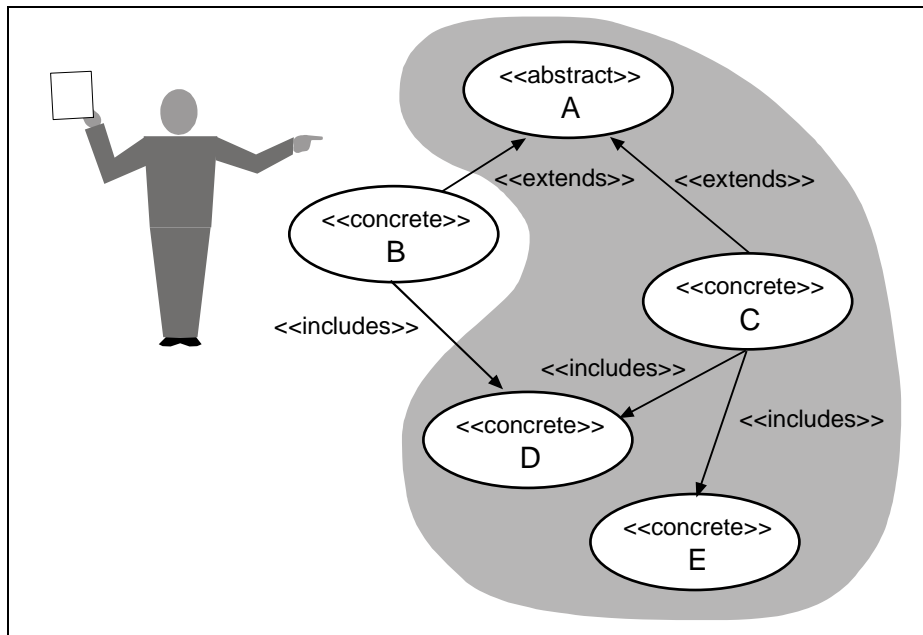 <<abstract>>
A
<<extends>>
<<extends>>
<<concrete>>
B
<<concrete>>
C
<<includes>>
<<includes>>
<<concrete>>
D
<<includes>>
<<concrete>>
E